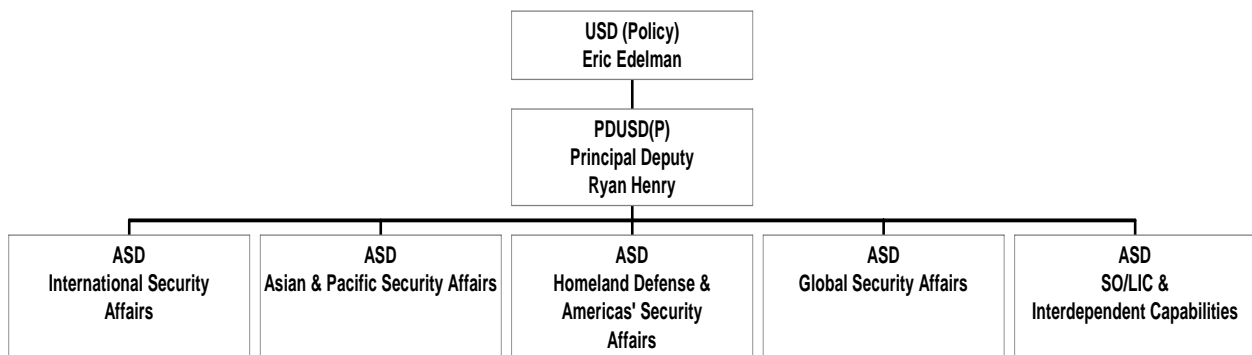 USD (Policy)
Eric Edelman
PDUSD(P)
Principal Deputy
Ryan Henry
ASD
International Security
Affairs
ASD
Asian & Pacific Security Affairs
ASD
Homeland Defense &
Americas' Security
Affairs
ASD
Global Security Affairs
ASD
SO/LIC &
Interdependent Capabilities